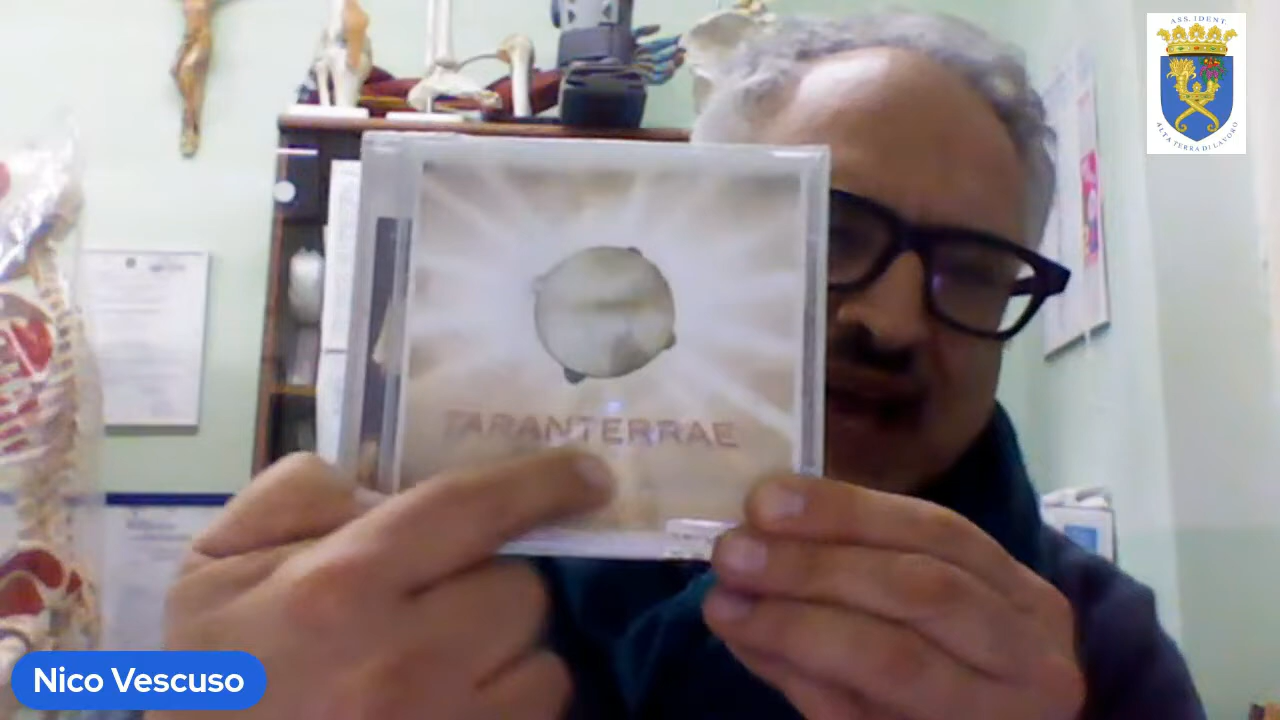 ASS. IDENT.
ALTA TERRA DI LAVORO
TARANTERRAE
Nico Vescuso